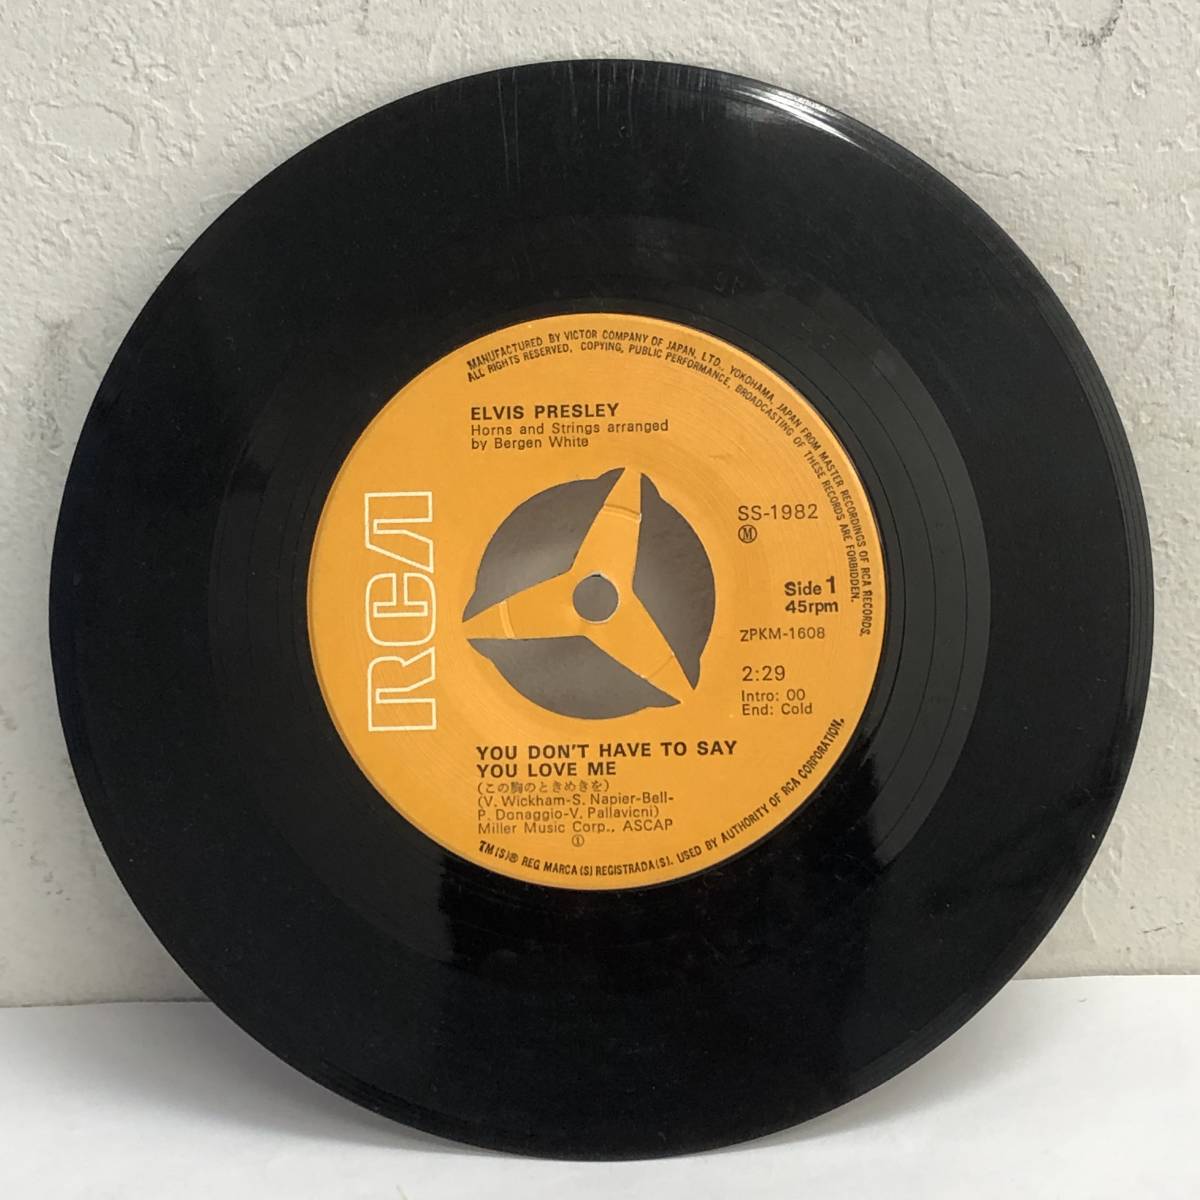 MANUFACTURED BY VICTOR COMPANY OF JAPAN, LTD., YOKOHAMA, JAPAN FROM MASTER RECORDINGS OF RCA RECORDS.
ALL RIGHTS RESERVED. COPYING, PUBLIC PERFORMANCE, BROADCASTING OF THESE RECORDS ARE FORBIDDEN.
ELVIS PRESLEY
Horns and Strings arranged
by Bergen White
RCA
SS-1982
Ⓜ
Side 1
45rpm
ZPKM-1608
2:29
Intro: 00
End: Cold
YOU DON'T HAVE TO SAY
YOU LOVE ME
(この胸のときめきを)
(V. Wickham-S. Napier-Bell-
P. Donaggio-V. Pallavicni)
Miller Music Corp., ASCAP
①
TM(S)® REG MARCA(S) REGISTRADA(S). USED BY AUTHORITY OF RCA CORPORATION.